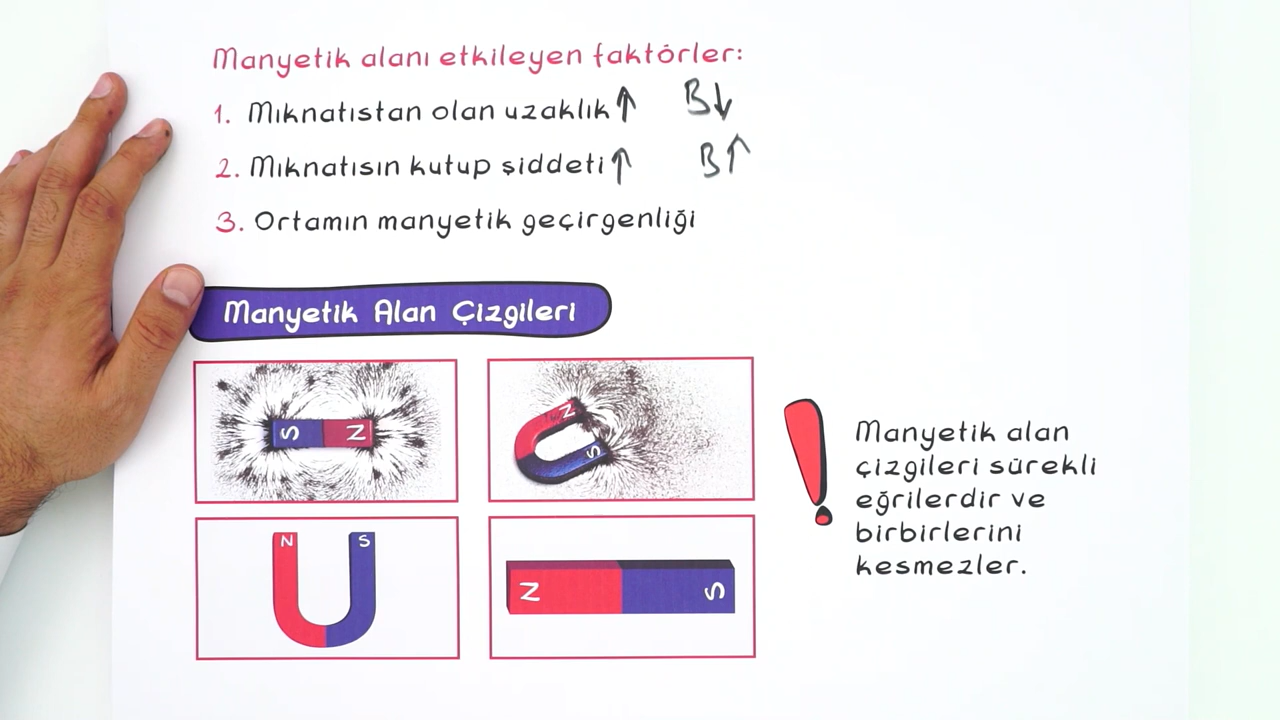 Manyetik alanı etkileyen faktörler:
1. Mıknatıstan olan uzaklık ↑ B↓
2. Mıknatısın kutup şiddeti ↑ B↑
3. Ortamın manyetik geçirgenliği
Manyetik Alan Çizgileri
S N
N
S
N S
N S
Manyetik alan
çizgileri sürekli
eğrilerdir ve
birbirlerini
kesmezler.